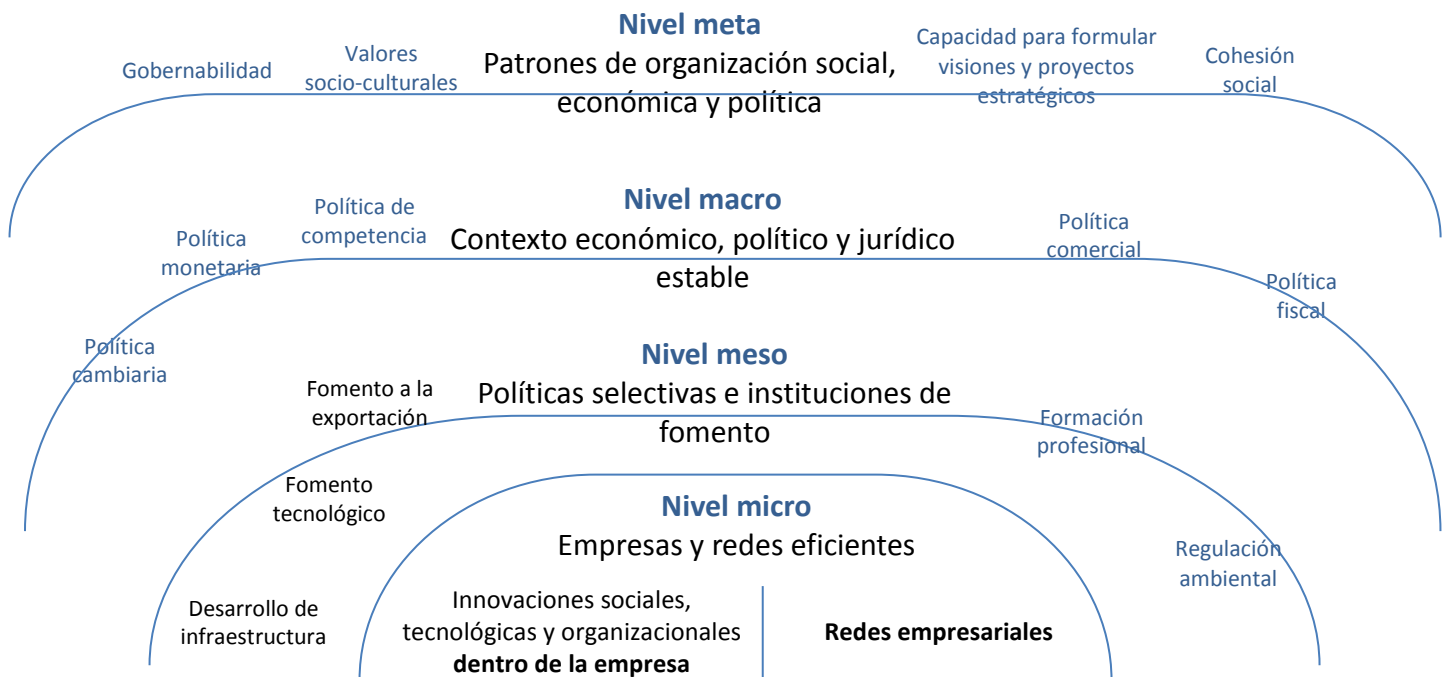 Nivel meta
Patrones de organización social,
económica y política
Gobernabilidad
Valores
socio-culturales
Capacidad para formular
visiones y proyectos
estratégicos
Cohesión
social
Nivel macro
Contexto económico, político y jurídico
estable
Política de
competencia
Política
monetaria
Política
cambiaria
Política
comercial
Política
fiscal
Nivel meso
Políticas selectivas e instituciones de
fomento
Fomento a la
exportación
Fomento
tecnológico
Desarrollo de
infraestructura
Formación
profesional
Regulación
ambiental
Nivel micro
Empresas y redes eficientes
Innovaciones sociales,
tecnológicas y organizacionales
dentro de la empresa
Redes empresariales